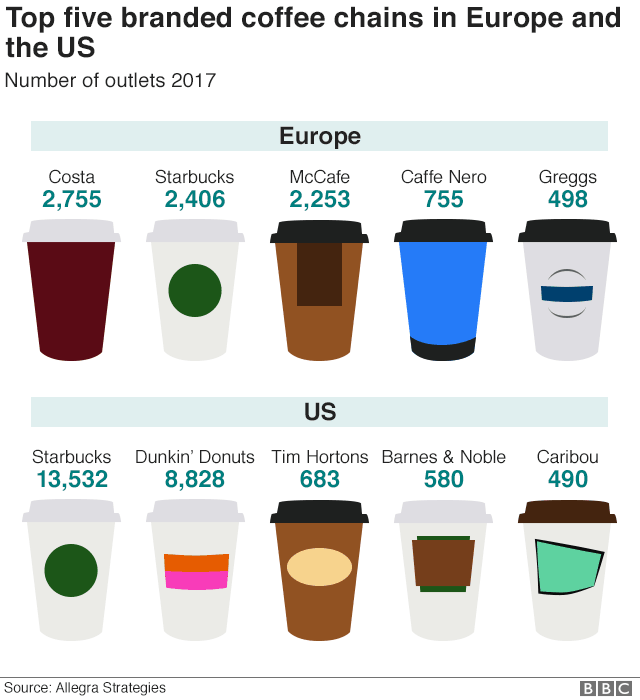 Top five branded coffee chains in Europe and
the US
Number of outlets 2017
Europe
Costa Starbucks McCafe Caffe Nero Greggs
2,755 2,406 2,253 755 498
US
Starbucks Dunkin’ Donuts Tim Hortons Barnes & Noble Caribou
13,532 8,828 683 580 490
Source: Allegra Strategies BBC